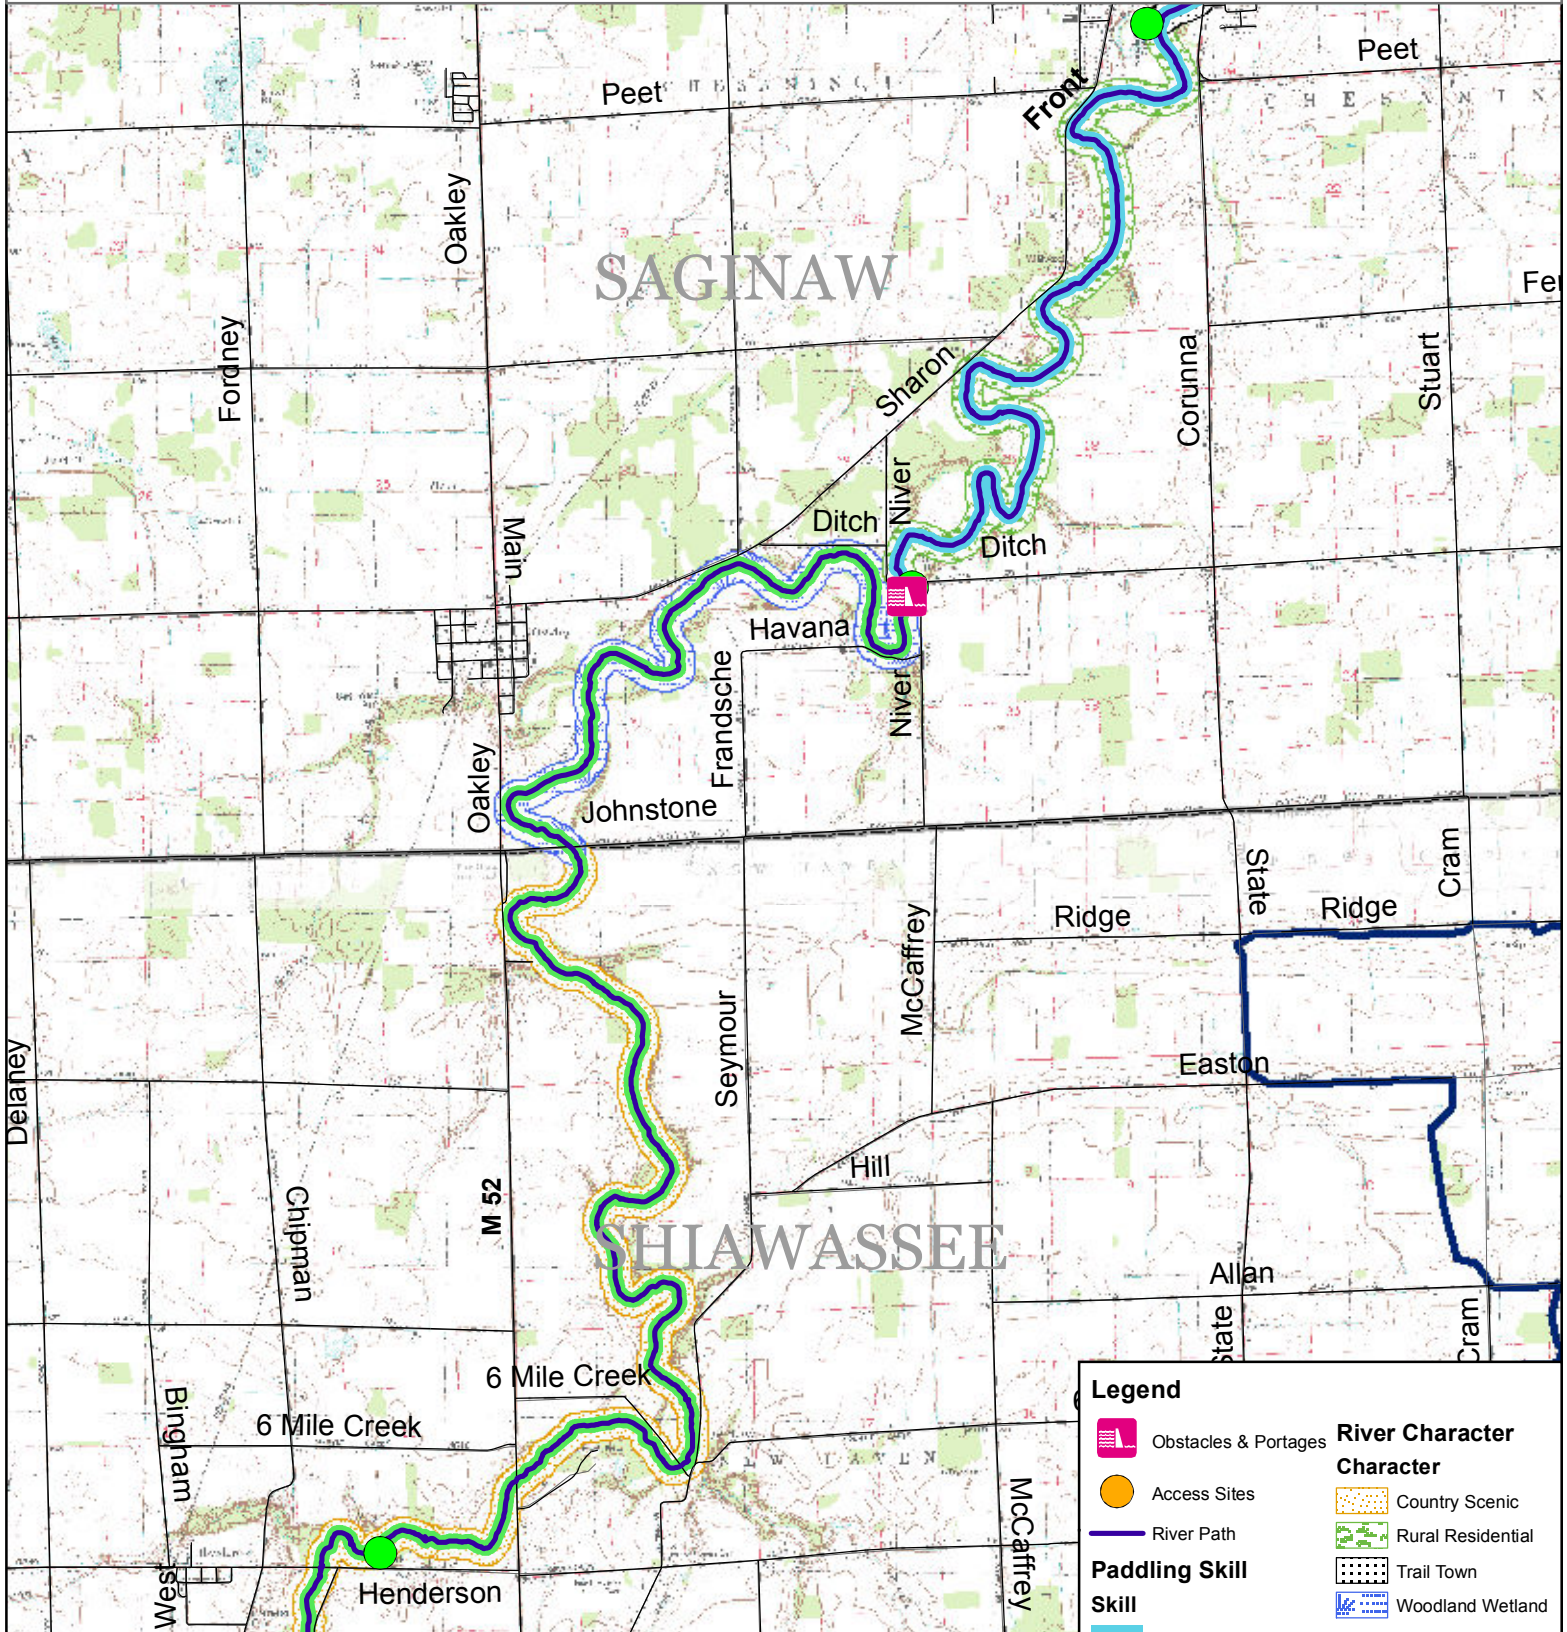 Peet
Peet
Front
CHESANING
Oakley
SAGINAW
Fordney
Sharon
Corunna
Stuart
Main
Ditch
Niver
Ditch
Havana
Frandsche
Niver
Oakley
Johnstone
State
Cram
Ridge
Ridge
McCaffrey
Seymour
Delaney
Easton
Hill
M 52
Chipman
SHIAWASSEE
Allan
State
Cram
6 Mile Creek
6 Mile Creek
Bingham
McCaffrey
West
Henderson
Legend
Obstacles & Portages
Access Sites
River Path
Paddling Skill
Skill
River Character
Character
Country Scenic
Rural Residential
Trail Town
Woodland Wetland